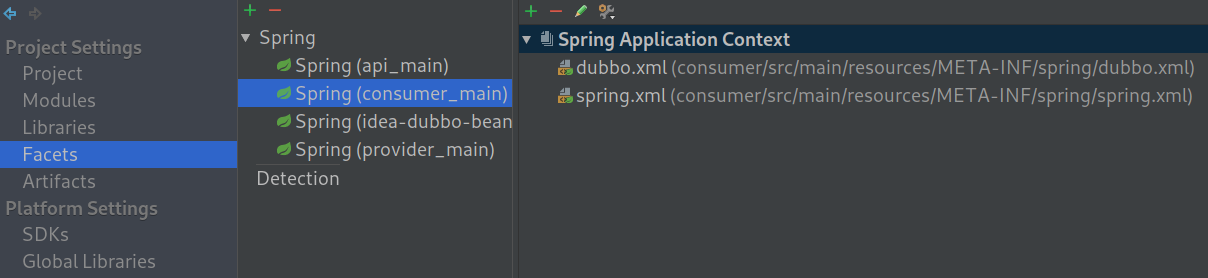 Project Settings
Project
Modules
Libraries
Facets
Artifacts
Platform Settings
SDKs
Global Libraries
Spring
Spring (api_main)
Spring (consumer_main)
Spring (idea-dubbo-bean
Spring (provider_main)
Detection
Spring Application Context
dubbo.xml (consumer/src/main/resources/META-INF/spring/dubbo.xml)
spring.xml (consumer/src/main/resources/META-INF/spring/spring.xml)